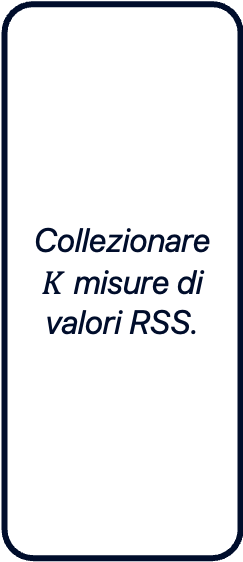 Collezionare
K misure di
valori RSS.